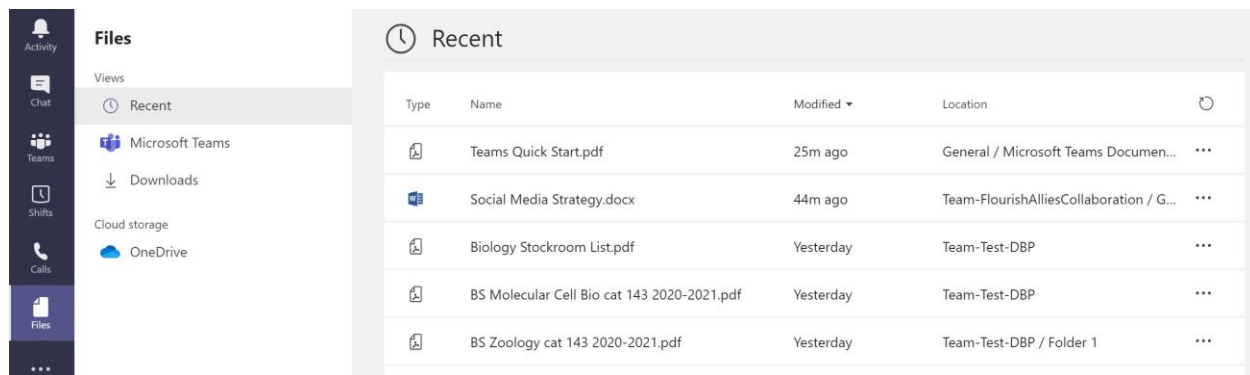 Activity
Chat
Teams
Shifts
Calls
Files
Files
Views
Recent
Microsoft Teams
Downloads
Cloud storage
OneDrive
Recent
Type Name Modified Location
Teams Quick Start.pdf 25m ago General / Microsoft Teams Documen...
Social Media Strategy.docx 44m ago Team-FlourishAlliesCollaboration / G...
Biology Stockroom List.pdf Yesterday Team-Test-DBP
BS Molecular Cell Bio cat 143 2020-2021.pdf Yesterday Team-Test-DBP
BS Zoology cat 143 2020-2021.pdf Yesterday Team-Test-DBP / Folder 1